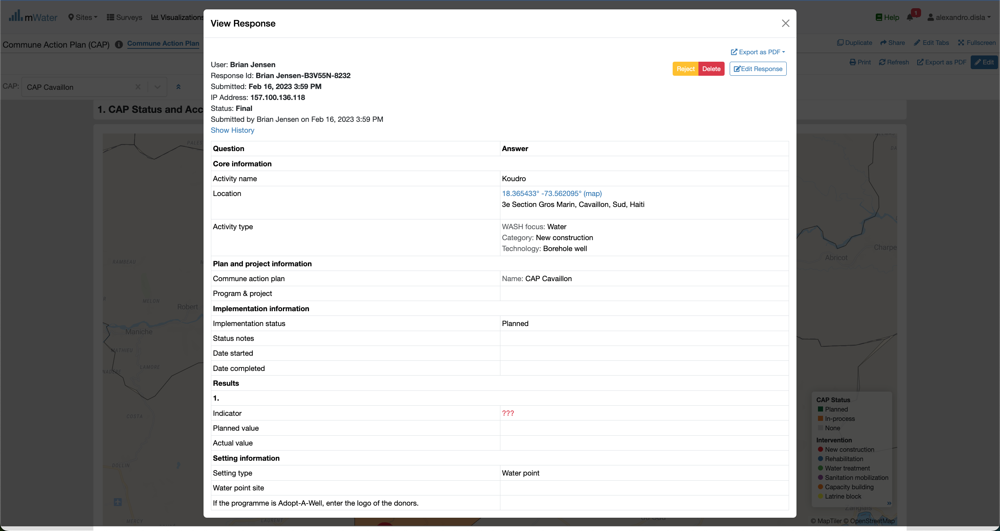 mWater
Sites
Surveys
Visualizations
Help
1
alexandro.disla
Commune Action Plan (CAP)
Commune Action Plan
Duplicate
Share
Edit Tabs
Fullscreen
Print
Refresh
Export as PDF
Edit
CAP:
CAP Cavaillon
1. CAP Status and Acc
View Response
Export as PDF
User: Brian Jensen
Response Id: Brian Jensen-B3V55N-8232
Submitted: Feb 16, 2023 3:59 PM
IP Address: 157.100.136.118
Status: Final
Submitted by Brian Jensen on Feb 16, 2023 3:59 PM
Show History
Reject
Delete
Edit Response
Question Answer
Core information
Activity name Koudro
Location 18.365433° -73.562095° (map)
3e Section Gros Marin, Cavaillon, Sud, Haiti
Activity type WASH focus: Water
Category: New construction
Technology: Borehole well
Plan and project information
Commune action plan Name: CAP Cavaillon
Program & project
Implementation information
Implementation status Planned
Status notes
Date started
Date completed
Results
1.
Indicator ???
Planned value
Actual value
Setting information
Setting type Water point
Water point site
If the programme is Adopt-A-Well, enter the logo of the donors.
PALES
RAMBEAU
M
R
MELON
Robert
Maniche
MATHIEU
LAMORE
NADÈRE
COSTA
DOLLIN
MERCY
LAURENT
du Sud
DA
Charpe
Abricot
CAP Status
Planned
In-process
None
Intervention
New construction
Rehabilitation
Water treatment
Sanitation mobilization
Capacity building
Latrine block
Zanglais
© MapTiler © OpenStreetMap